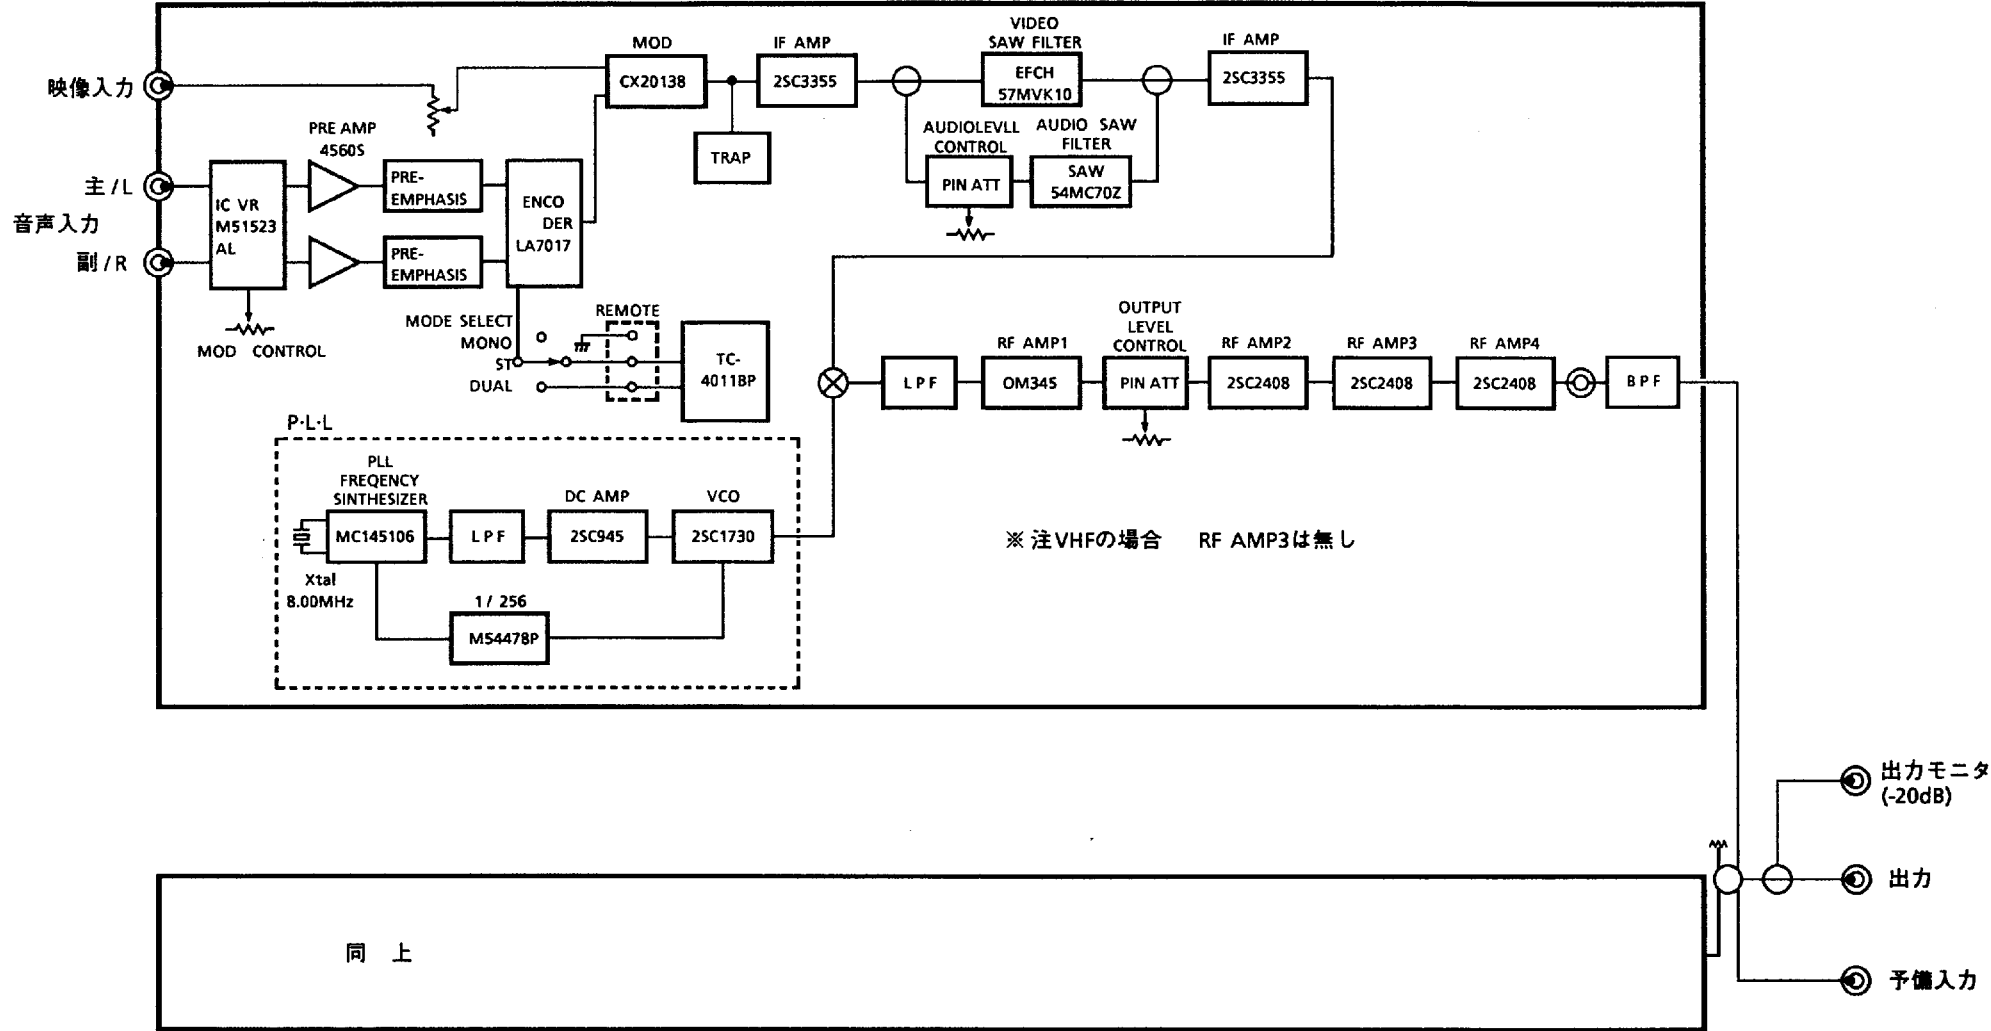 映像入力
主/L
音声入力
副/R
IC VR
M51523
AL
MOD CONTROL
PRE AMP
4560S
PRE-
EMPHASIS
PRE-
EMPHASIS
ENCO
DER
LA7017
MOD
CX20138
TRAP
IF AMP
2SC3355
VIDEO
SAW FILTER
EFCH
57MVK10
AUDIOLEVLL
CONTROL
PIN ATT
AUDIO SAW
FILTER
SAW
54MC70Z
IF AMP
2SC3355
MODE SELECT
MONO
ST
DUAL
REMOTE
TC-
4011BP
LPF
RF AMP1
OM345
OUTPUT
LEVEL
CONTROL
PIN ATT
RF AMP2
2SC2408
RF AMP3
2SC2408
RF AMP4
2SC2408
BPF
P·L·L
PLL
FREQENCY
SINTHESIZER
MC145106
Xtal
8.00MHz
LPF
DC AMP
2SC945
VCO
2SC1730
1/256
M54478P
※注VHFの場合 RF AMP3は無し
出力モニタ
(-20dB)
出力
予備入力
同上